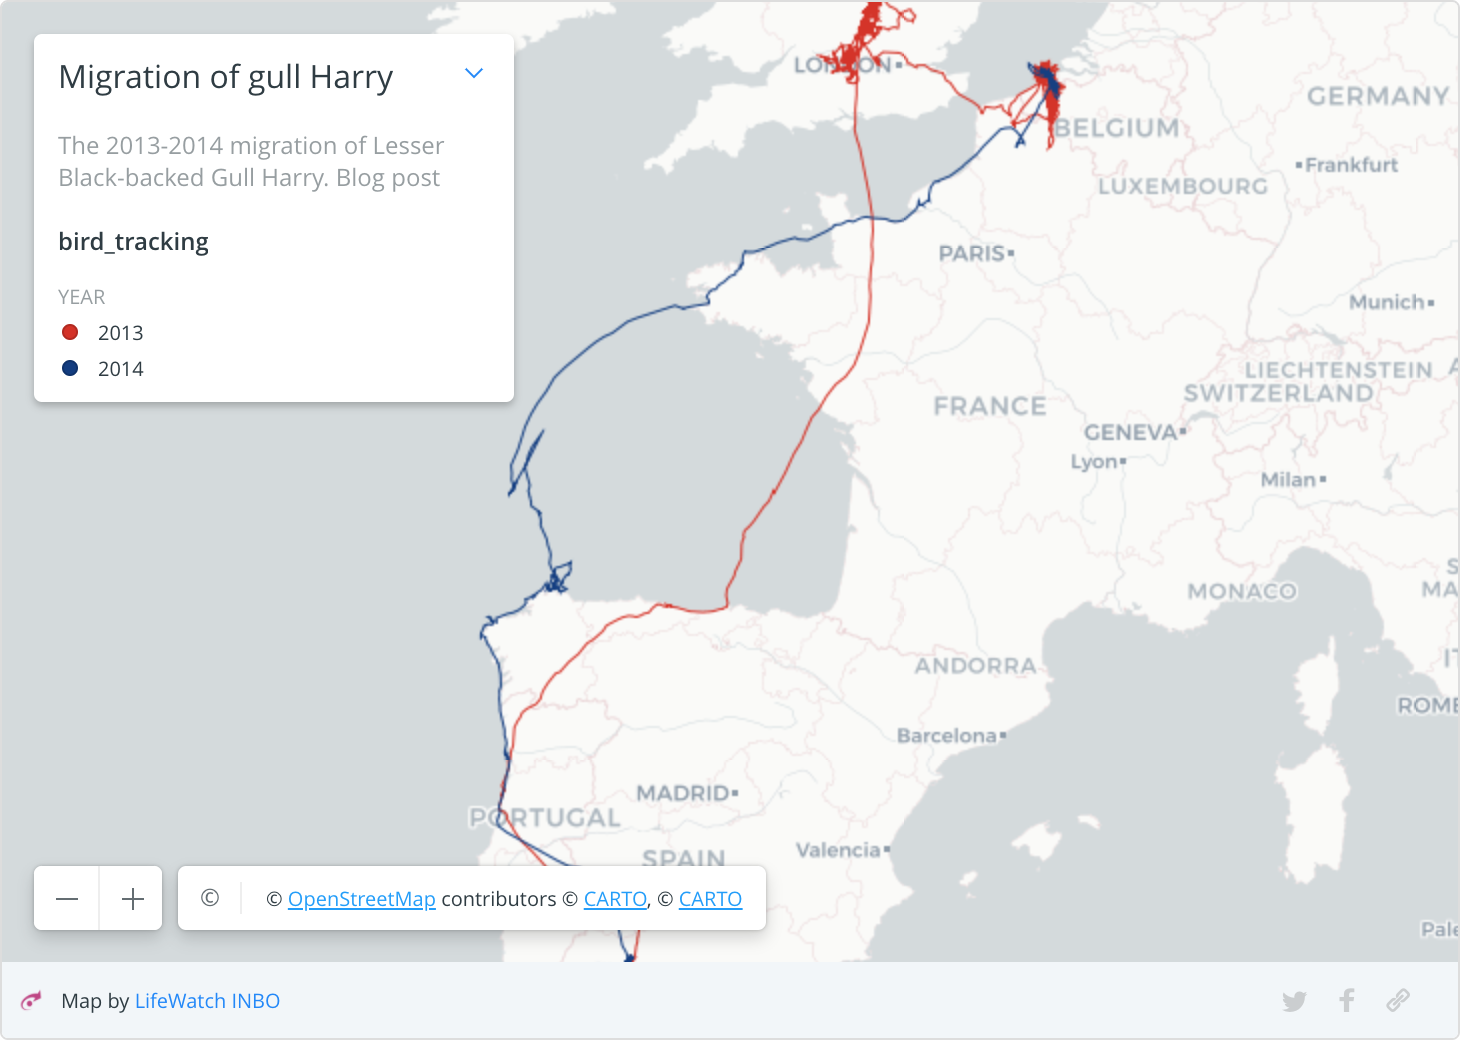 Migration of gull Harry
The 2013-2014 migration of Lesser
Black-backed Gull Harry. Blog post
bird_tracking
YEAR
2013
2014
LONDON
GERMANY
BELGIUM
Frankfurt
LUXEMBOURG
PARIS
Munich
LIECHTENSTEIN
A
SWITZERLAND
FRANCE
GENEVA
Lyon
Milan
S
MA
MONACO
IT
ANDORRA
ROME
Barcelona
MADRID
PORTUGAL
Valencia
SPAIN
© © OpenStreetMap contributors © CARTO, © CARTO
Pale
Map by LifeWatch INBO